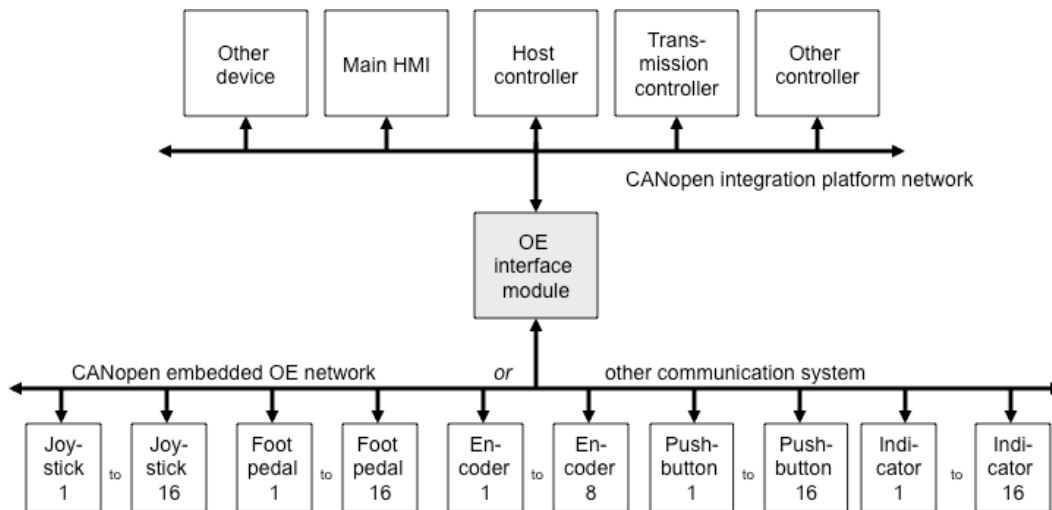 Other
device
Main HMI
Host
controller
Trans-
mission
controller
Other
controller
CANopen integration platform network
OE
interface
module
CANopen embedded OE network or other communication system
Joy-
stick
1
to
Joy-
stick
16
Foot
pedal
1
to
Foot
pedal
16
En-
coder
1
to
En-
coder
8
Push-
button
1
to
Push-
button
16
Indi-
cator
1
to
Indi-
cator
16